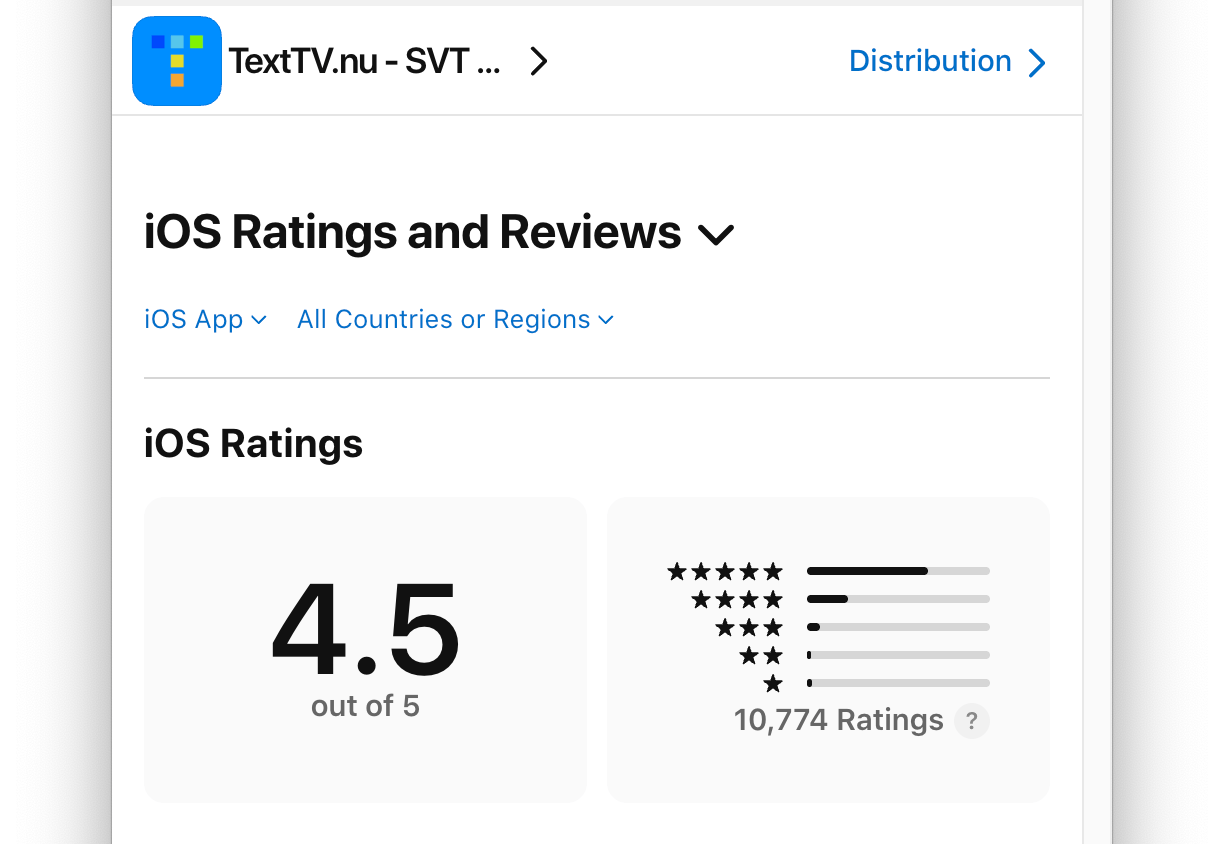 TextTV.nu - SVT ...
Distribution
iOS Ratings and Reviews
iOS App
All Countries or Regions
iOS Ratings
4.5
out of 5
★★★★★
★★★★
★★★
★★
★
10,774 Ratings ?